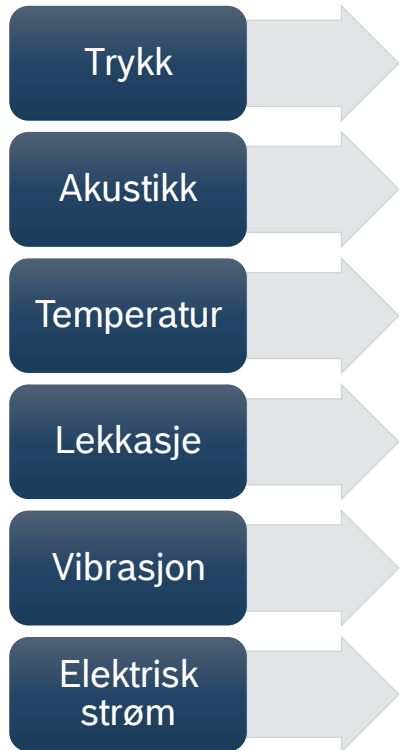 Trykk
Akustikk
Temperatur
Lekkasje
Vibrasjon
Elektrisk
strøm